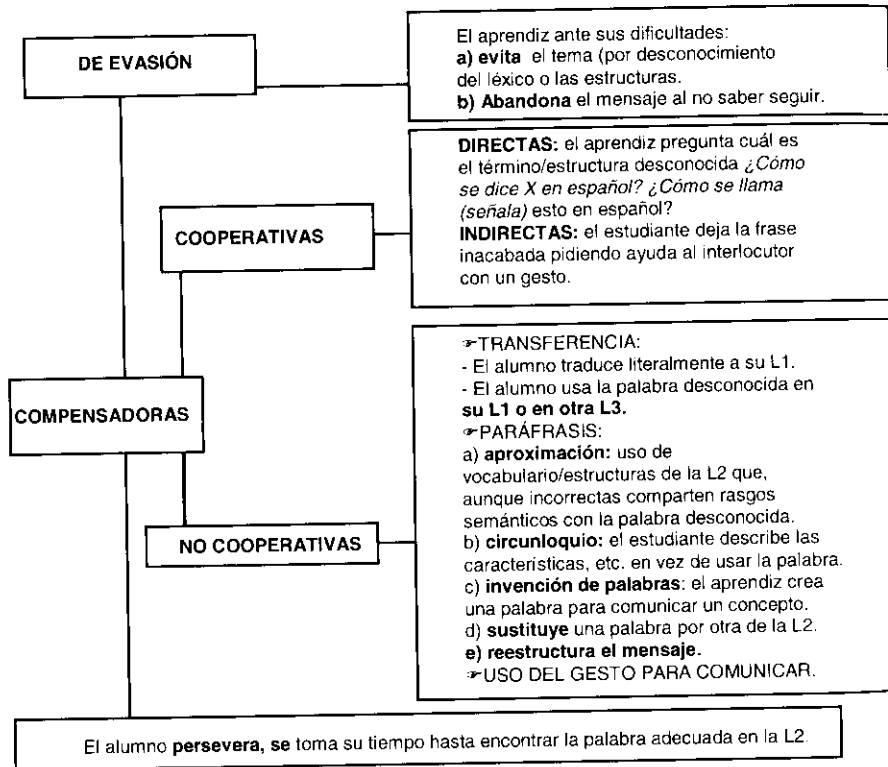 DE EVASIÓN
El aprendiz ante sus dificultades:
a) evita el tema (por desconocimiento
del léxico o las estructuras.
b) Abandona el mensaje al no saber seguir.
COOPERATIVAS
DIRECTAS: el aprendiz pregunta cuál es
el término/estructura desconocida ¿Cómo
se dice X en español? ¿Cómo se llama
(señala) esto en español?
INDIRECTAS: el estudiante deja la frase
inacabada pidiendo ayuda al interlocutor
con un gesto.
COMPENSADORAS
NO COOPERATIVAS
☞TRANSFERENCIA:
- El alumno traduce literalmente a su L1.
- El alumno usa la palabra desconocida en
su L1 o en otra L3.
☞PARÁFRASIS:
a) aproximación: uso de
vocabulario/estructuras de la L2 que,
aunque incorrectas comparten rasgos
semánticos con la palabra desconocida.
b) circunloquio: el estudiante describe las
características, etc. en vez de usar la palabra.
c) invención de palabras: el aprendiz crea
una palabra para comunicar un concepto.
d) sustituye una palabra por otra de la L2.
e) reestructura el mensaje.
☞USO DEL GESTO PARA COMUNICAR.
El alumno persevera, se toma su tiempo hasta encontrar la palabra adecuada en la L2.